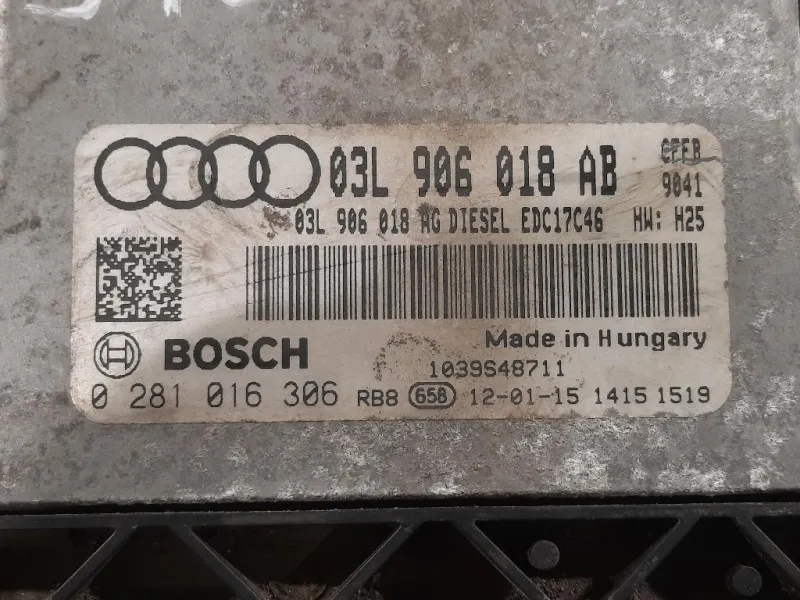 03L 906 018 AB
9041
03L 906 018 AG DIESEL EDC17C46 HW: H25
Made in Hungary
BOSCH
1039S48711
0 281 016 306 RB8 658 12-01-15 1415 1519